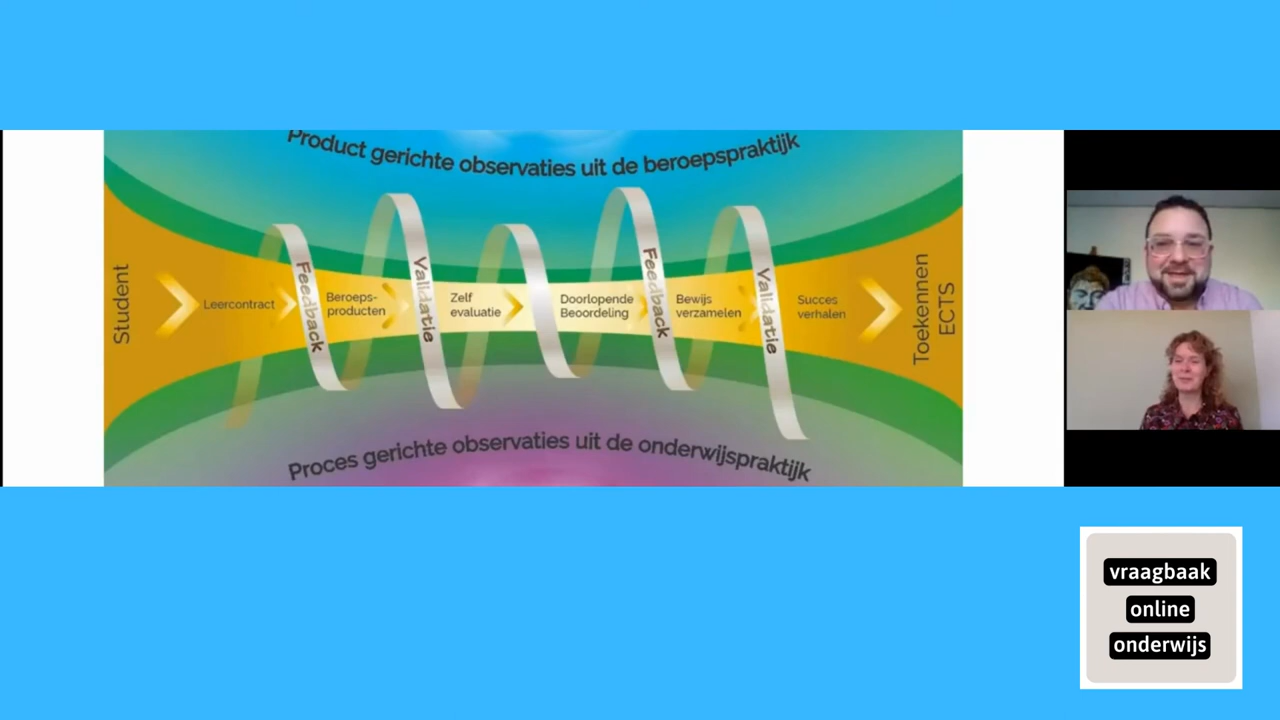 Product gerichte observaties uit de beroepspraktijk
Student
Leercontract
Feedback
Beroeps-
producten
Validatie
Zelf
evaluatie
Doorlopende
Beoordeling
Feedback
Bewijs
verzamelen
Validatie
Succes
verhalen
Toekennen
ECTS
Proces gerichte observaties uit de onderwijspraktijk
vraagbaak
online
onderwijs